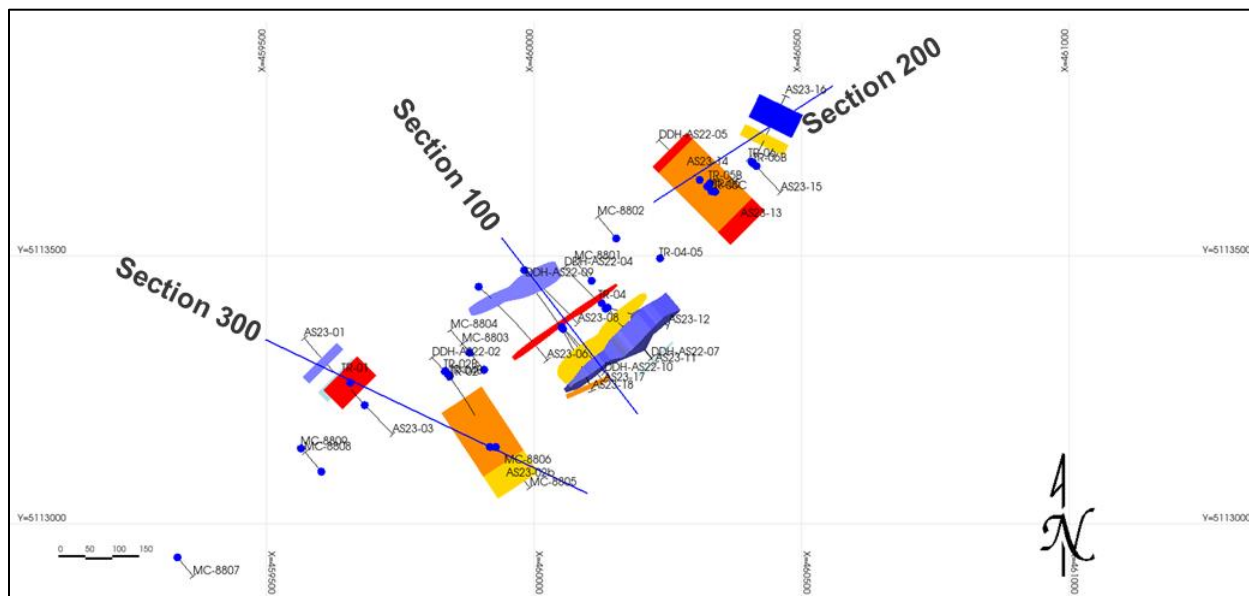 X=459500
X=460000
X=460500
X=461000
Section 200
AS23-16
Section 100
DDH-AS22-05
TR-06
TR-06B
AS23-14
TR-05B
AS23-15
AS23-13
MC-8802
Y=5113500
Y=5113500
MC-8801
TR-04-05
DDH-AS22-04
DDH-AS22-09
Section 300
TR-04
AS23-08
AS23-12
AS23-01
MC-8804
MC-8803
DDH-AS22-02
AS23-06
DDH-AS22-07
AS23-11
TR-01
TR-02B
TR-02
DDH-AS22-10
AS23-17
AS23-18
AS23-03
MC-8809
MC-8808
MC-8806
AS23-02b
MC-8805
Y=5113000
Y=5113000
0 50 100 150
N
MC-8807
X=459500
X=460000
X=460500
X=461000